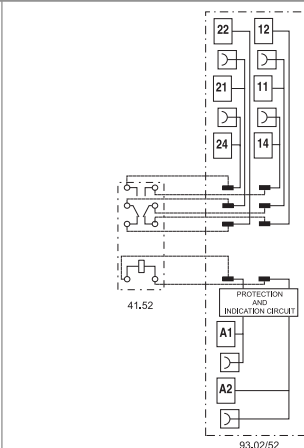 22 12
21 11
24 14
41.52
PROTECTION
AND
INDICATION CIRCUIT
A1
A2
93.02/52